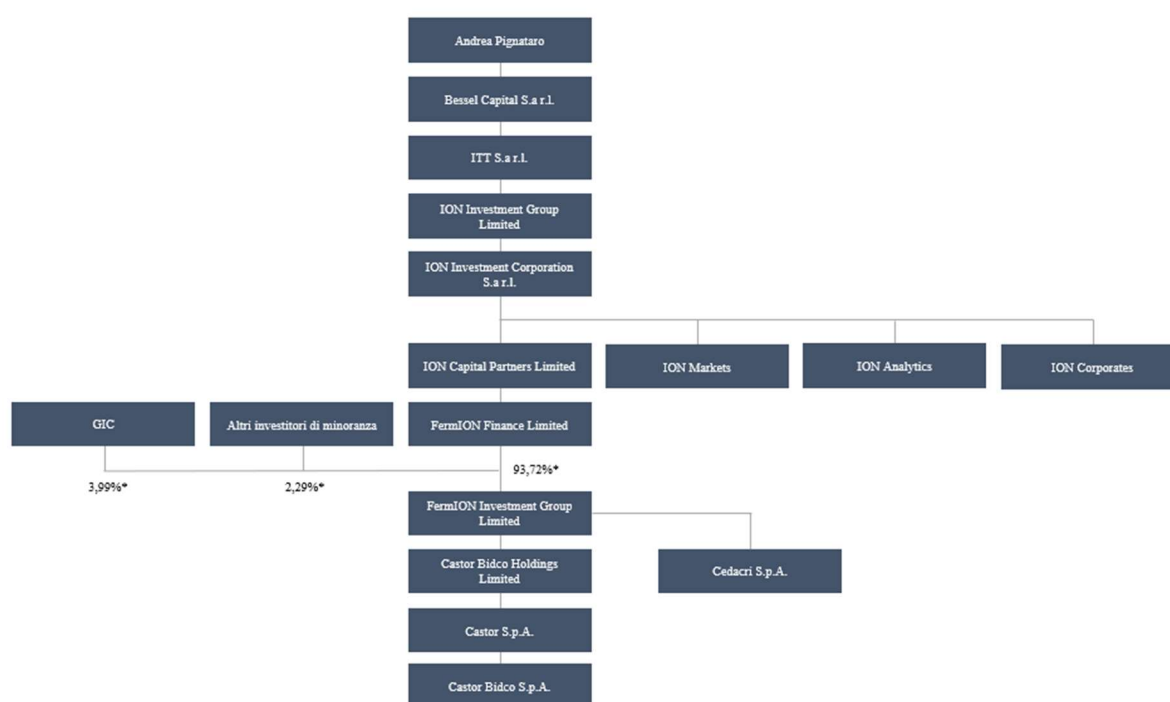 Andrea Pignataro
Bessel Capital S.a r.l.
ITT S.a r.l.
ION Investment Group
Limited
ION Investment Corporation
S.a r.l.
ION Capital Partners Limited
ION Markets
ION Analytics
ION Corporates
GIC
Altri investitori di minoranza
FermION Finance Limited
3,99%*
2,29%*
93,72%*
FermION Investment Group
Limited
Castor Bidco Holdings
Limited
Cedacri S.p.A.
Castor S.p.A.
Castor Bidco S.p.A.